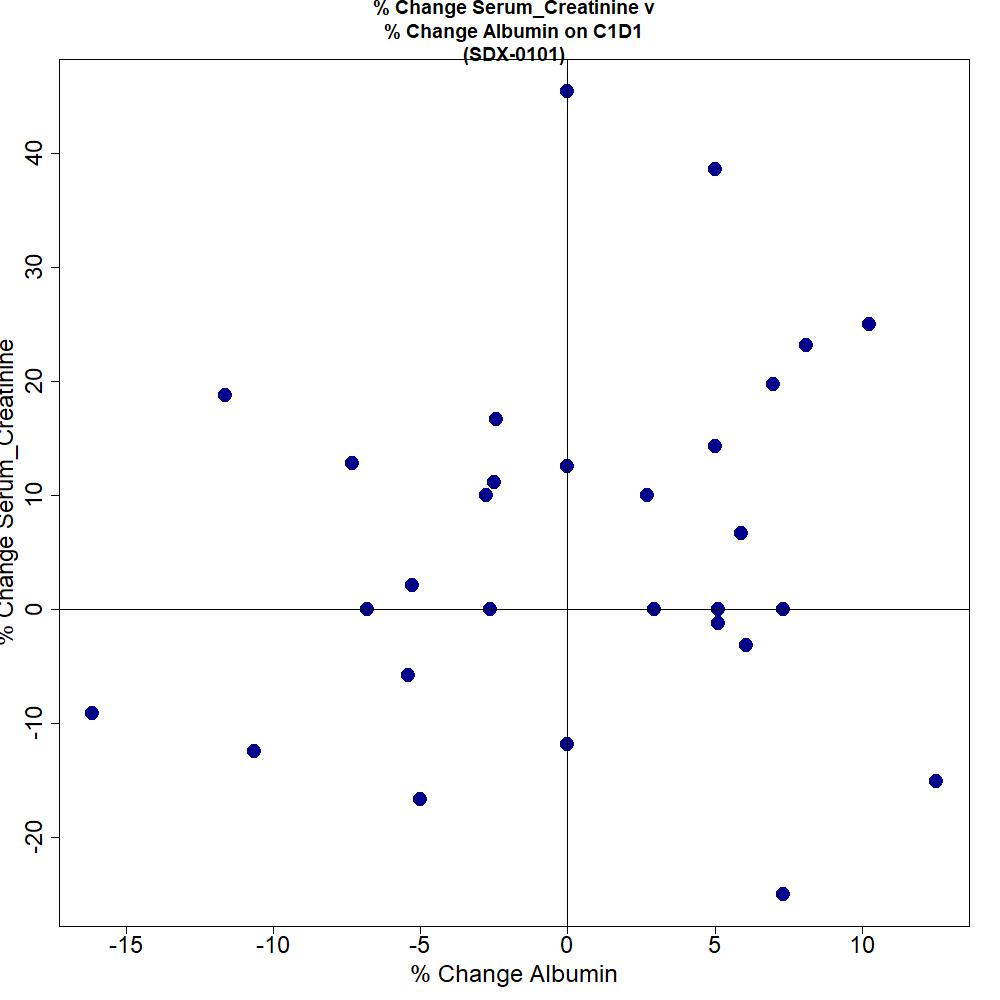 % Change Serum_Creatinine v
% Change Albumin on C1D1
(SDX-0101)
% Change Serum_Creatinine
40
30
20
10
0
-10
-20
-15
-10
-5
0
5
10
% Change Albumin